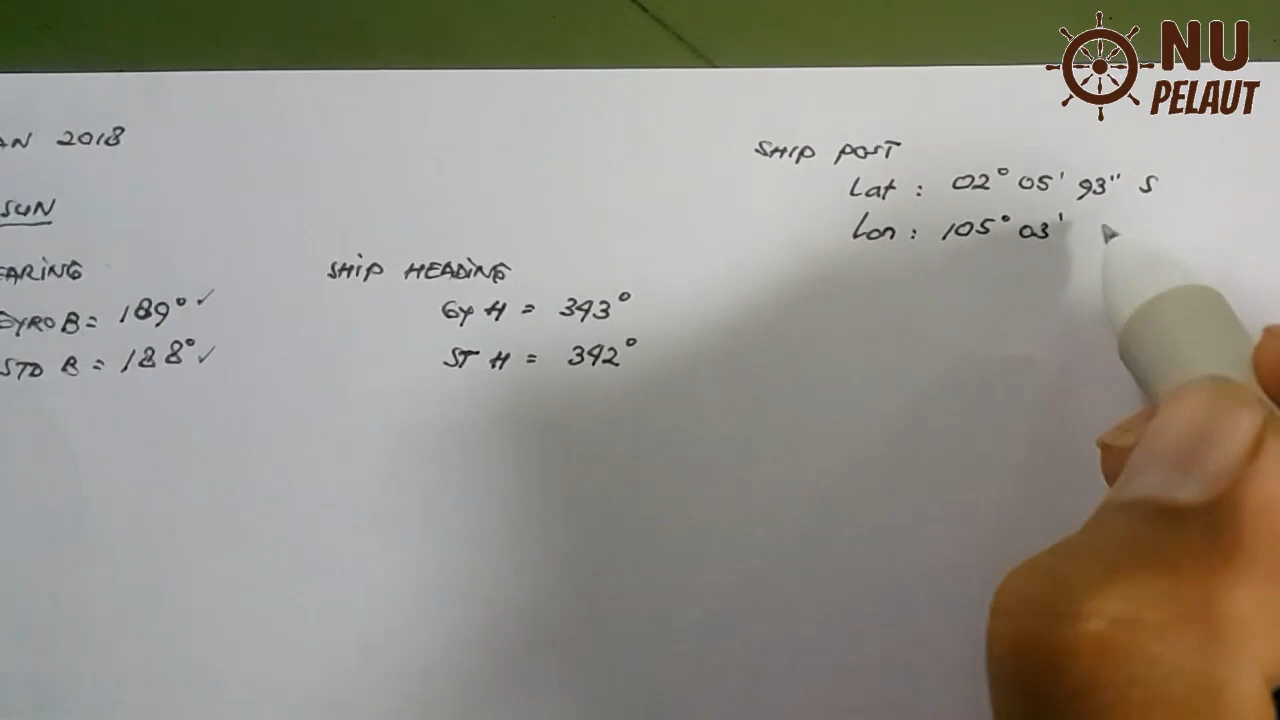 NU
PELAUT
AN 2018
SUN
EARING
GYRO B = 189° ✓
STD B = 188° ✓
SHIP HEADING
Gy H = 343°
ST H = 342°
SHIP POST
Lat : 02° 05' 93" S
Lon : 105° 03'